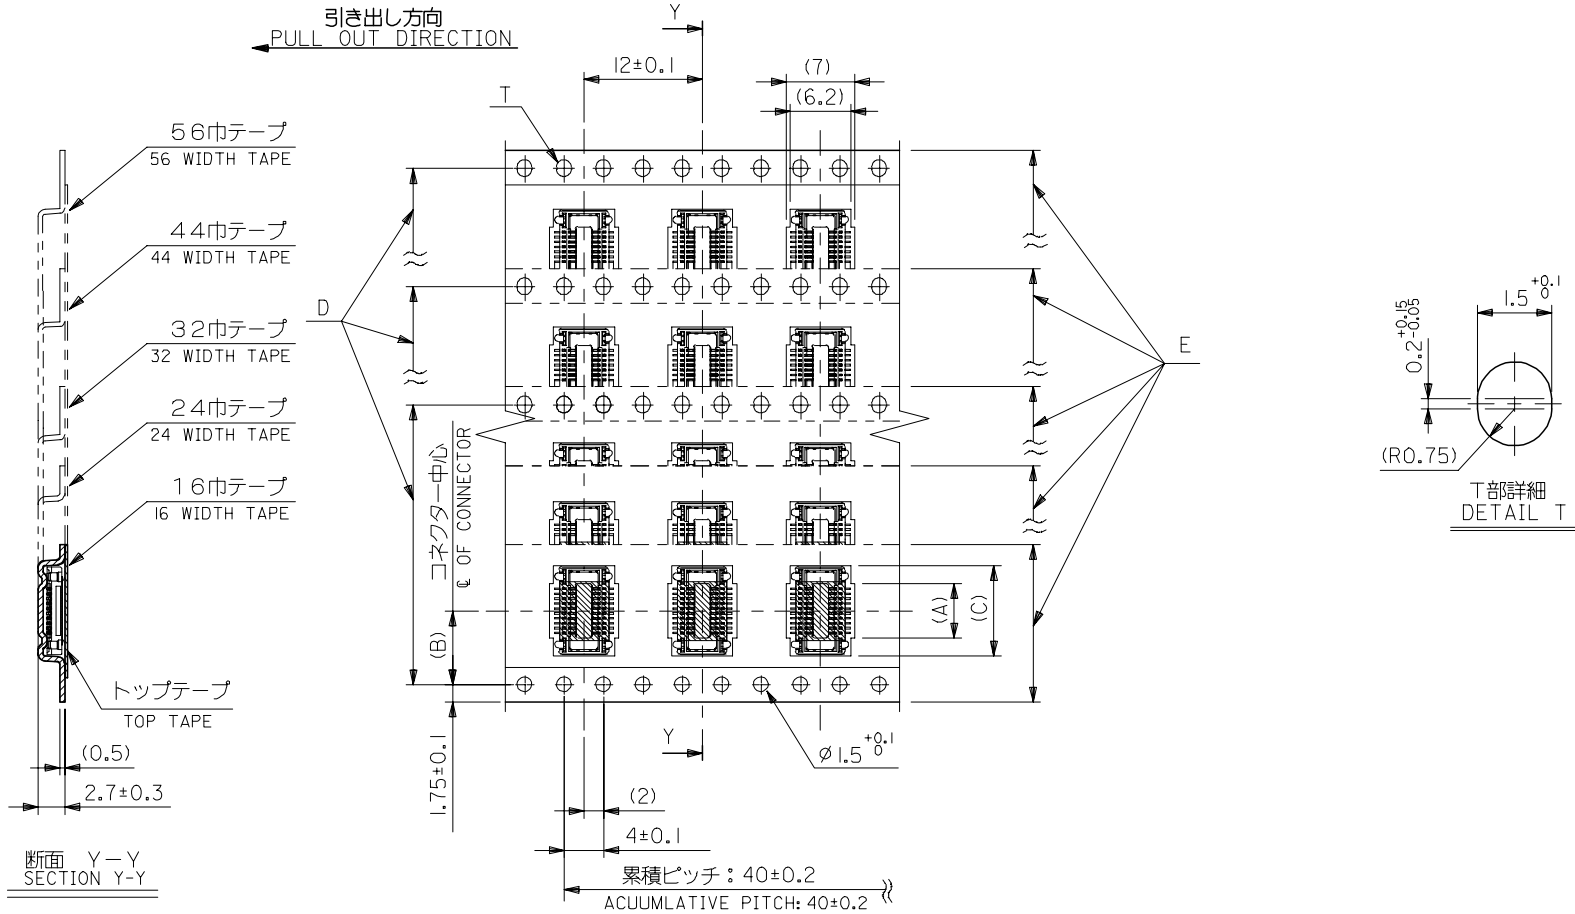 引き出し方向
PULL OUT DIRECTION
Y
12±0.1
(7)
(6.2)
T
56巾テープ
56 WIDTH TAPE
44巾テープ
44 WIDTH TAPE
32巾テープ
32 WIDTH TAPE
24巾テープ
24 WIDTH TAPE
16巾テープ
16 WIDTH TAPE
トップテープ
TOP TAPE
(0.5)
2.7±0.3
断面 Y-Y
SECTION Y-Y
D
E
コネクター中心
℄ OF CONNECTOR
(B)
(A)
(C)
1.75±0.1
Y
Ø1.5 +0.1 0
(2)
4±0.1
累積ピッチ：40±0.2
ACUUMLATIVE PITCH: 40±0.2
1.5 +0.1 0
0.2 +0.15 -0.05
(R0.75)
T部詳細
DETAIL T